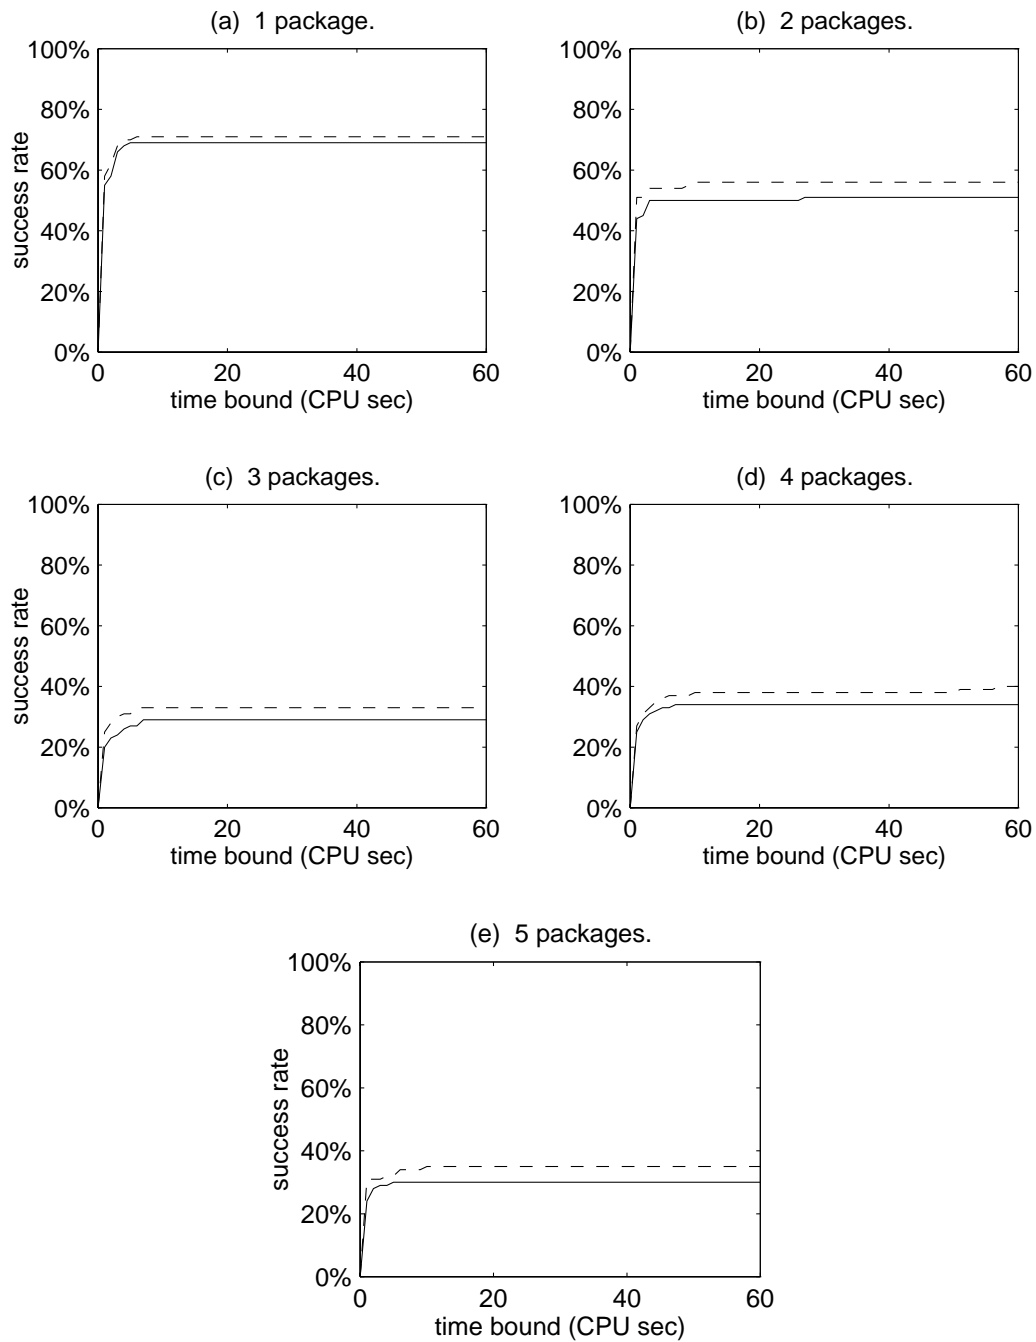 (a) 1 package.
100%
80%
60%
40%
20%
0%
success rate
0 20 40 60
time bound (CPU sec)
(b) 2 packages.
100%
80%
60%
40%
20%
0%
0 20 40 60
time bound (CPU sec)
(c) 3 packages.
100%
80%
60%
40%
20%
0%
success rate
0 20 40 60
time bound (CPU sec)
(d) 4 packages.
100%
80%
60%
40%
20%
0%
0 20 40 60
time bound (CPU sec)
(e) 5 packages.
100%
80%
60%
40%
20%
0%
success rate
0 20 40 60
time bound (CPU sec)